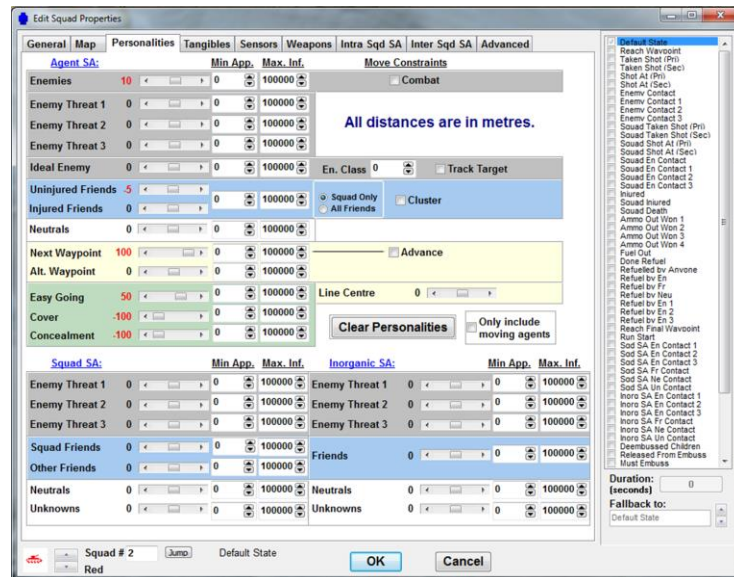 Edit Squad Properties
General Map Personalities Tangibles Sensors Weapons Intra Sqd SA Inter Sqd SA Advanced
Agent SA: Min App. Max. Inf. Move Constraints
Enemies 10 0 100000 Combat
Enemy Threat 1 0 0 100000
Enemy Threat 2 0 0 100000
Enemy Threat 3 0 0 100000
All distances are in metres.
Ideal Enemy 0 0 100000 En. Class 0 Track Target
Uninjured Friends -5
Injured Friends 0
0 100000
Squad Only
All Friends
Cluster
Neutrals 0 0 100000
Next Waypoint 100 0 100000 Advance
Alt. Waypoint 0 0 100000
Easy Going 50 0 100000 Line Centre 0
Cover -100 0 100000
Concealment -100 0 100000
Clear Personalities
Only include
moving agents
Squad SA: Min App. Max. Inf. Inorganic SA: Min App. Max. Inf.
Enemy Threat 1 0 0 100000 Enemy Threat 1 0 0 100000
Enemy Threat 2 0 0 100000 Enemy Threat 2 0 0 100000
Enemy Threat 3 0 0 100000 Enemy Threat 3 0 0 100000
Squad Friends 0 0 100000
Other Friends 0 0 100000
Friends 0 0 100000
Neutrals 0 0 100000 Neutrals 0 0 100000
Unknowns 0 0 100000 Unknowns 0 0 100000
Default State
Reach Waypoint
Taken Shot (Pri)
Taken Shot (Sec)
Shot At (Pri)
Shot At (Sec)
Enemy Contact
Enemy Contact 1
Enemy Contact 2
Enemy Contact 3
Squad Taken Shot (Pri)
Squad Taken Shot (Sec)
Squad Shot At (Pri)
Squad Shot At (Sec)
Squad En Contact
Squad En Contact 1
Squad En Contact 2
Squad En Contact 3
Injured
Squad Injured
Squad Death
Ammo Out Wpn 1
Ammo Out Wpn 2
Ammo Out Wpn 3
Ammo Out Wpn 4
Fuel Out
Done Refuel
Refuelled by Anyone
Refuel by En
Refuel by Fr
Refuel by Neu
Refuel by En 1
Refuel by En 2
Refuel by En 3
Reach Final Waypoint
Run Start
Sqd SA En Contact 1
Sqd SA En Contact 2
Sqd SA En Contact 3
Sqd SA Fr Contact
Sqd SA Ne Contact
Sqd SA Un Contact
Inorg SA En Contact 1
Inorg SA En Contact 2
Inorg SA En Contact 3
Inorg SA Fr Contact
Inorg SA Ne Contact
Inorg SA Un Contact
Deembussed Children
Released From Embuss
Must Embuss
Duration:
(seconds) 0
Fallback to:
Default State
Squad # 2 Jump Default State
Red
OK Cancel